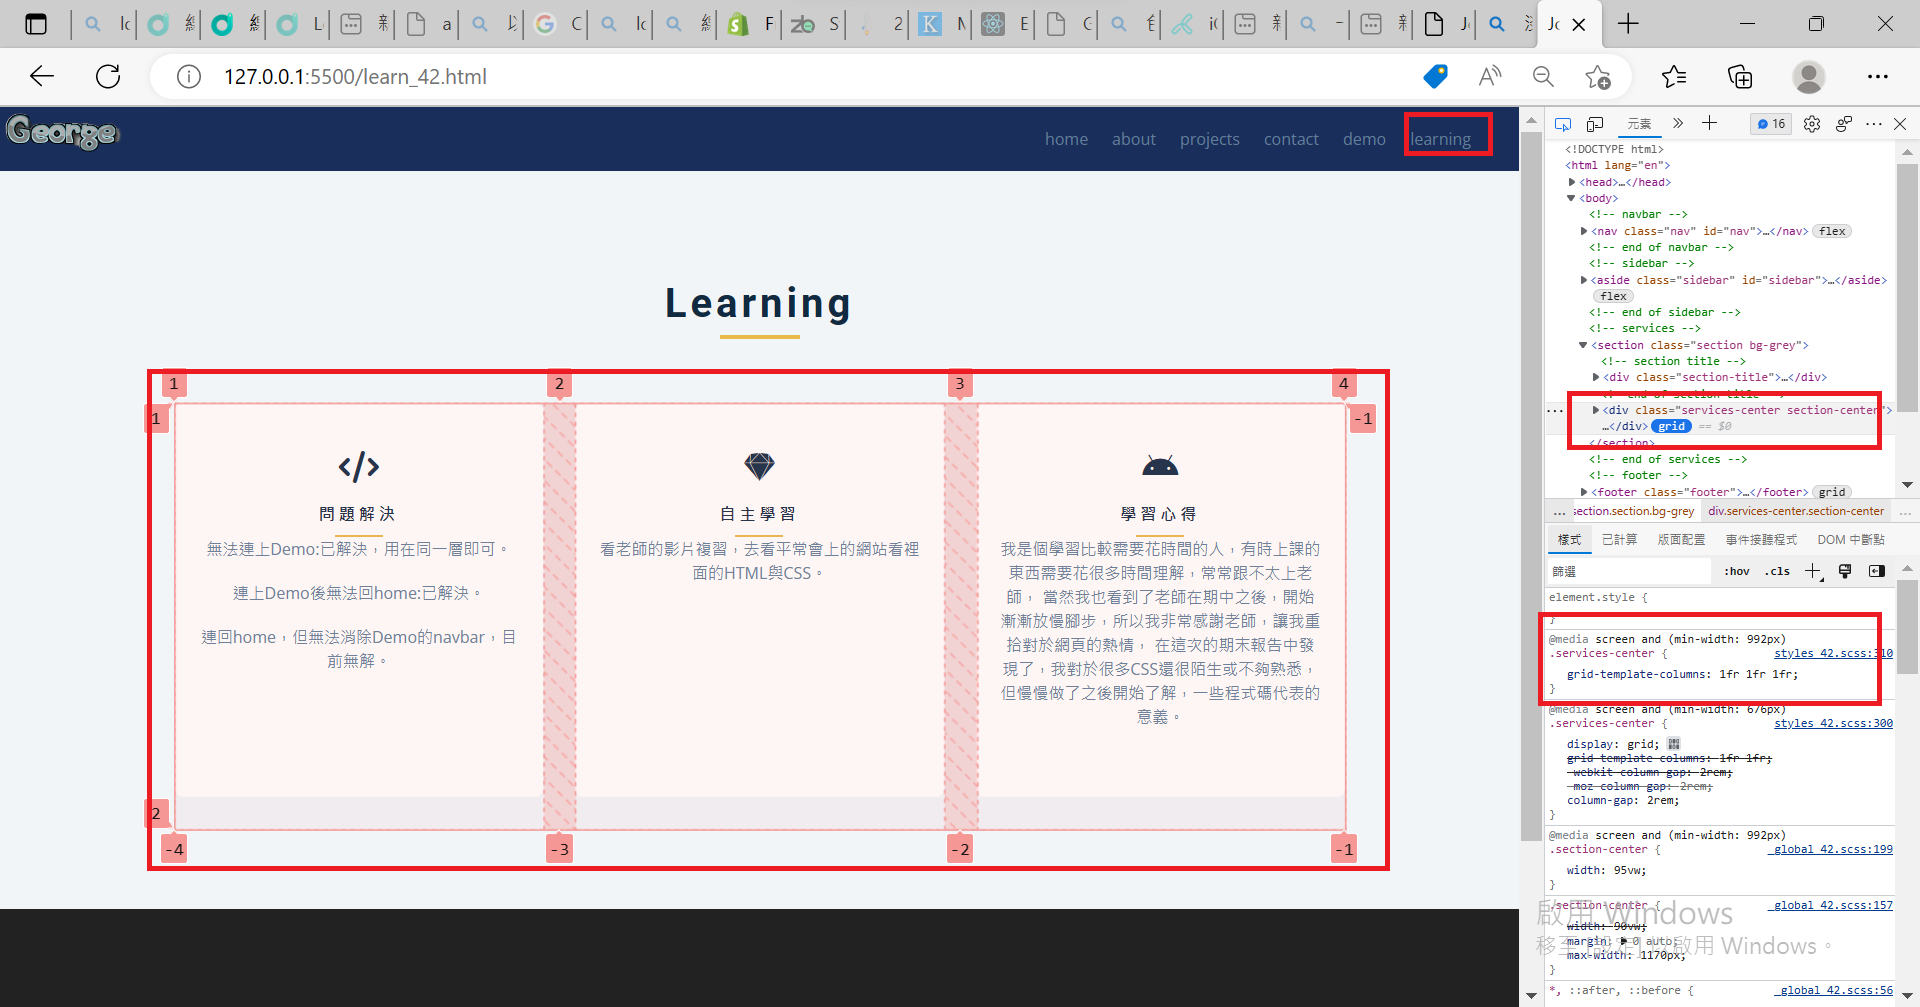 127.0.0.1:5500/learn_42.html
George
home about projects contact demo learning
Learning
1 2 3 4
1 -1
問題解決
無法連上Demo:已解決，用在同一層即可。
連上Demo後無法回home:已解決。
連回home，但無法消除Demo的navbar，目
前無解。
自主學習
看老師的影片複習，去看平常會上的網站看裡
面的HTML與CSS。
學習心得
我是個學習比較需要花時間的人，有時上課的
東西需要花很多時間理解，常常跟不太上老
師， 當然我也看到了老師在期中之後，開始
漸漸放慢腳步，所以我非常感謝老師，讓我重
拾對於網頁的熱情， 在這次的期末報告中發
現了，我對於很多CSS還很陌生或不夠熟悉，
但慢慢做了之後開始了解，一些程式碼代表的
意義。
2
-4 -3 -2 -1
元素 16
<!DOCTYPE html>
<html lang="en">
<head>…</head>
<body>
<!-- navbar -->
<nav class="nav" id="nav">…</nav> flex
<!-- end of navbar -->
<!-- sidebar -->
<aside class="sidebar" id="sidebar">…</aside>
flex
<!-- end of sidebar -->
<!-- services -->
<section class="section bg-grey">
<!-- section title -->
<div class="section-title">…</div>
<!-- end of section title -->
<div class="services-center section-center">
…</div> grid == $0
</section>
<!-- end of services -->
<!-- footer -->
<footer class="footer">…</footer> grid
... section.section.bg-grey div.services-center.section-center ...
樣式 已計算 版面配置 事件接聽程式 DOM 中斷點
篩選 :hov .cls
element.style {
}
@media screen and (min-width: 992px)
.services-center { styles_42.scss:310
grid-template-columns: 1fr 1fr 1fr;
}
@media screen and (min-width: 676px)
.services-center { styles_42.scss:300
display: grid;
grid-template-columns: 1fr 1fr;
-webkit-column-gap: 2rem;
-moz-column-gap: 2rem;
column-gap: 2rem;
}
@media screen and (min-width: 992px)
.section-center { _global_42.scss:199
width: 95vw;
}
.section-center { _global_42.scss:157
width: 90vw;
margin: 0 auto;
max-width: 1170px;
}
*, ::after, ::before { _global_42.scss:56
啟用 Windows
移至 [設定] 以啟用 Windows。